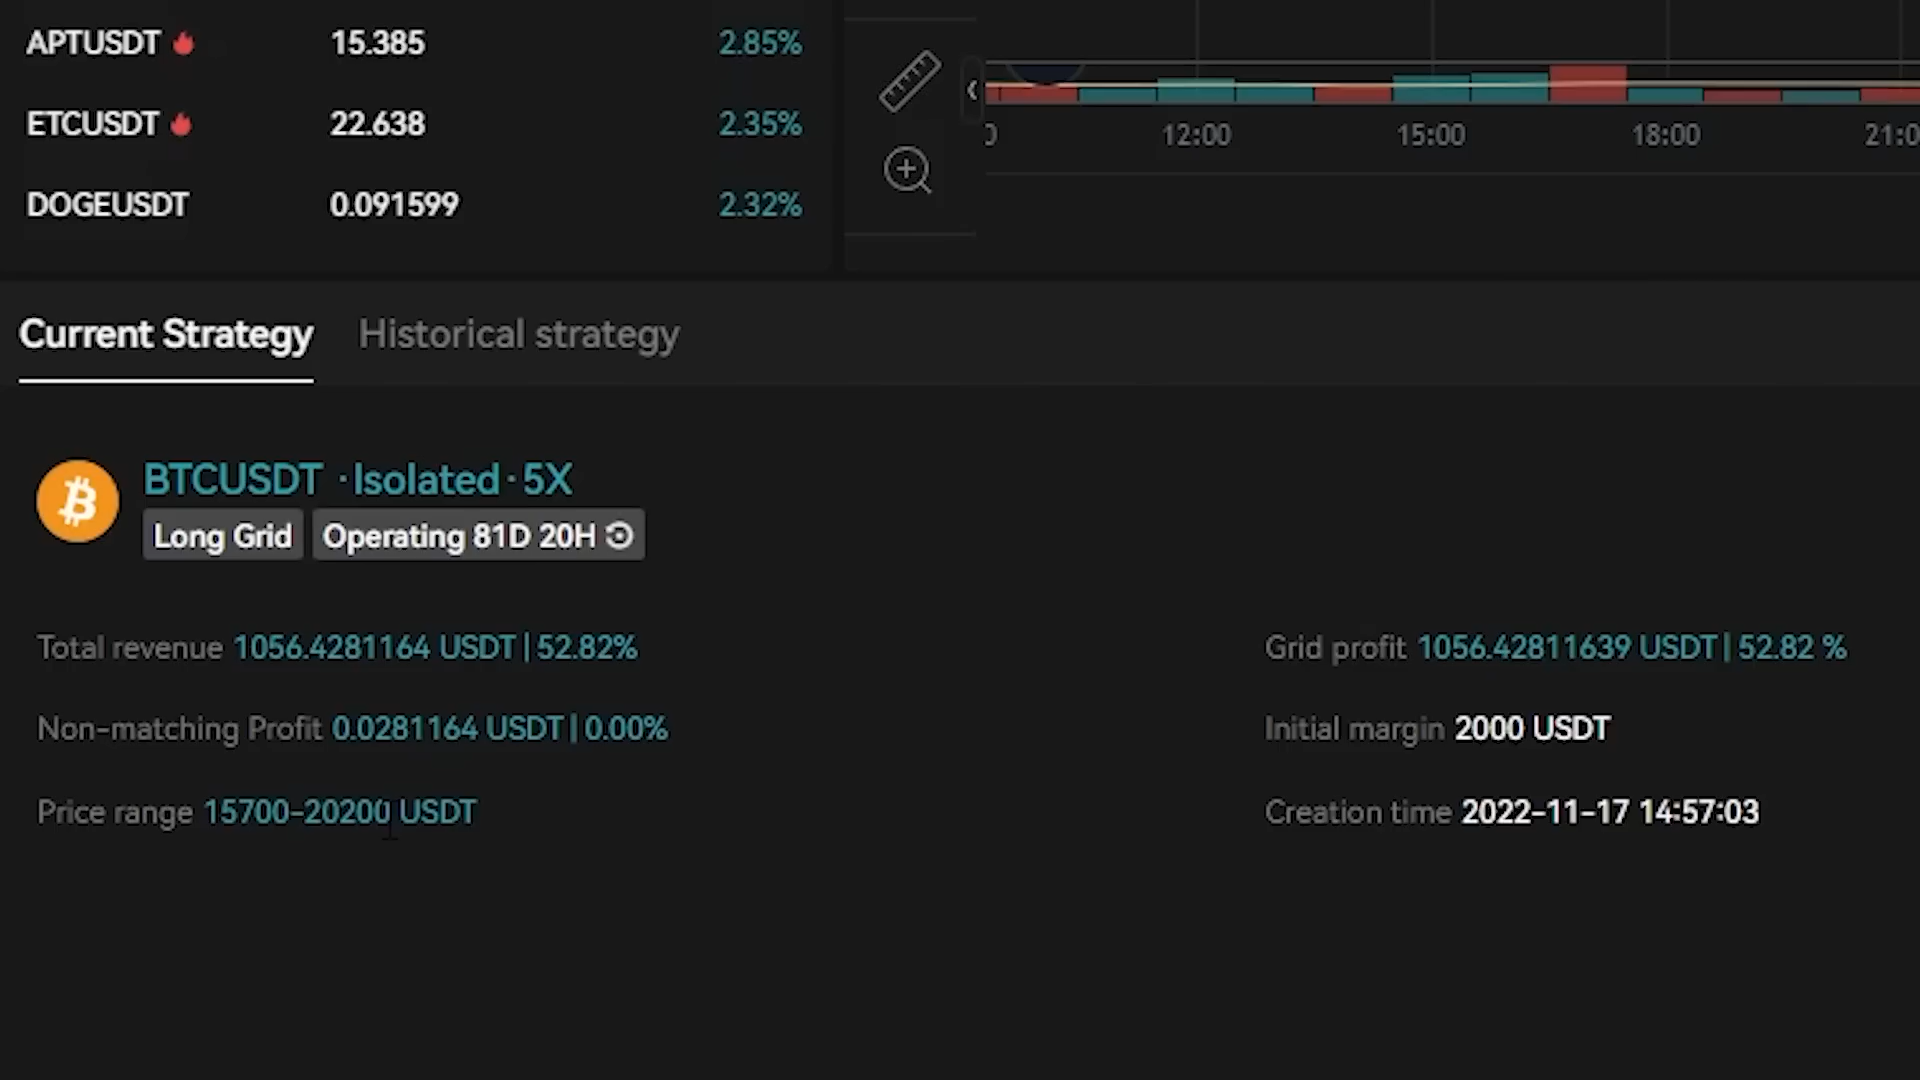 APTUSDT 15.385 2.85%
ETCUSDT 22.638 2.35%
DOGEUSDT 0.091599 2.32%
0 12:00 15:00 18:00 21:0
Current Strategy Historical strategy
BTCUSDT ·Isolated·5X
Long Grid Operating 81D 20H
Total revenue 1056.4281164 USDT|52.82% Grid profit 1056.42811639 USDT|52.82 %
Non-matching Profit 0.0281164 USDT|0.00% Initial margin 2000 USDT
Price range 15700-20200 USDT Creation time 2022-11-17 14:57:03